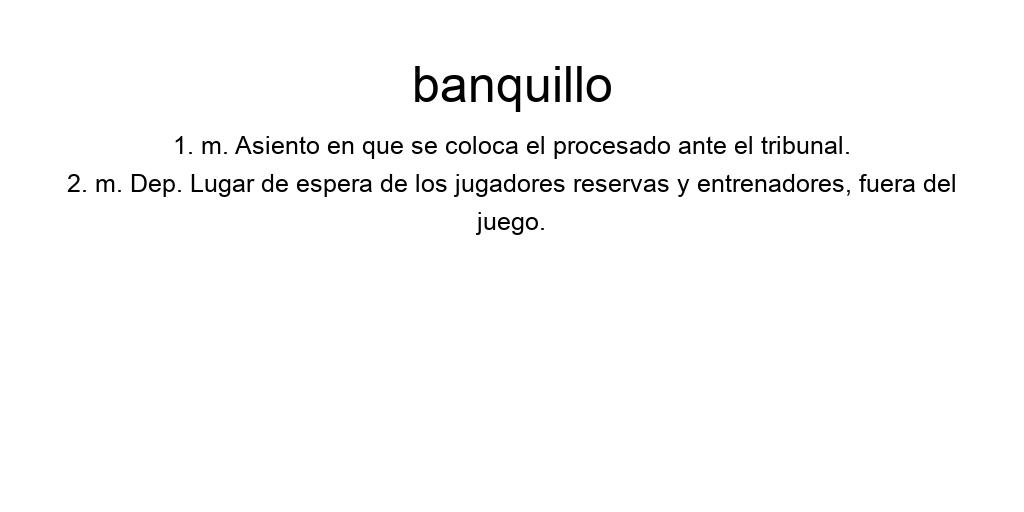 banquillo
1. m. Asiento en que se coloca el procesado ante el tribunal.
2. m. Dep. Lugar de espera de los jugadores reservas y entrenadores, fuera del
juego.